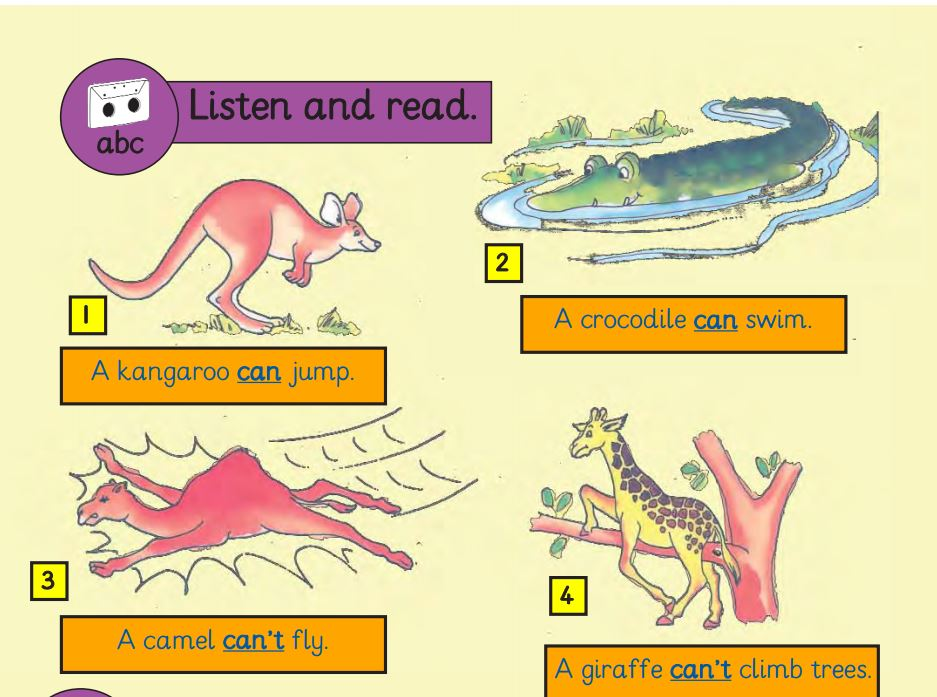 Listen and read.
abc
1
A kangaroo can jump.
2
A crocodile can swim.
3
A camel can't fly.
4
A giraffe can't climb trees.